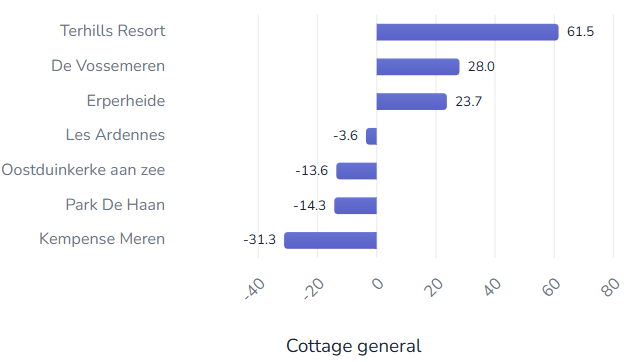 Terhills Resort 61.5
De Vossemeren 28.0
Erperheide 23.7
Les Ardennes -3.6
Oostduinkerke aan zee -13.6
Park De Haan -14.3
Kempense Meren -31.3
-40 -20 0 20 40 60 80
Cottage general